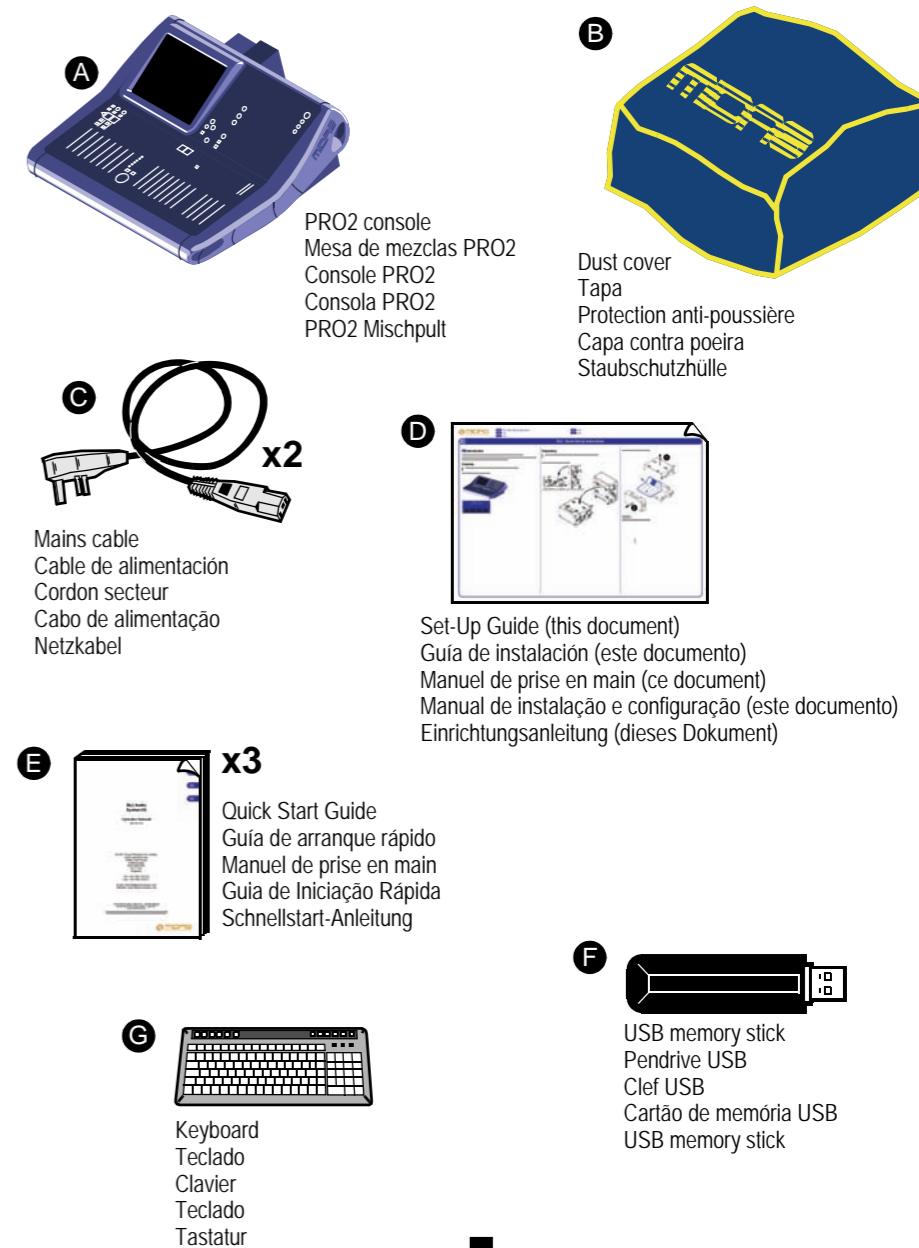 A
PRO2 console
Mesa de mezclas PRO2
Console PRO2
Consola PRO2
PRO2 Mischpult
B
Dust cover
Tapa
Protection anti-poussière
Capa contra poeira
Staubschutzhülle
C
x2
Mains cable
Cable de alimentación
Cordon secteur
Cabo de alimentação
Netzkabel
D
Set-Up Guide (this document)
Guía de instalación (este documento)
Manuel de prise en main (ce document)
Manual de instalação e configuração (este documento)
Einrichtungsanleitung (dieses Dokument)
E
x3
Quick Start Guide
Guía de arranque rápido
Manuel de prise en main
Guia de Iniciação Rápida
Schnellstart-Anleitung
F
USB memory stick
Pendrive USB
Clef USB
Cartão de memória USB
USB memory stick
G
Keyboard
Teclado
Clavier
Teclado
Tastatur